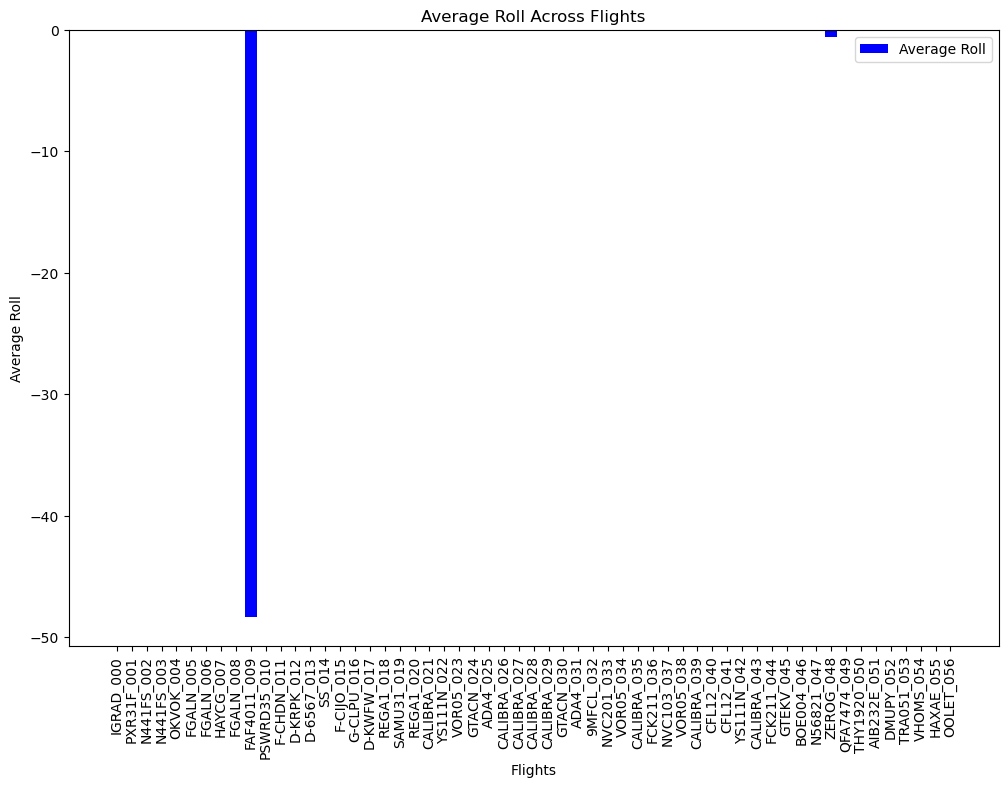 Average Roll Across Flights
Average Roll
0
−10
−20
−30
−40
−50
Average Roll
IGRAD_000
PXR31F_001
N441FS_002
N441FS_003
OKVOK_004
FGALN_005
FGALN_006
HAYCG_007
FGALN_008
FAF4011_009
PSWRD35_010
F-CHDN_011
D-KRPK_012
D-6567_013
SS_014
F-CIJO_015
G-CLPU_016
D-KWFW_017
REGA1_018
SAMU31_019
REGA1_020
CALIBRA_021
YS111N_022
VOR05_023
GTACN_024
ADA4_025
CALIBRA_026
CALIBRA_027
CALIBRA_028
CALIBRA_029
GTACN_030
ADA4_031
9MFCL_032
NVC201_033
VOR05_034
CALIBRA_035
FCK211_036
NVC103_037
VOR05_038
CALIBRA_039
CFL12_040
CFL12_041
YS111N_042
CALIBRA_043
FCK211_044
GTEKV_045
BOE004_046
N56821_047
ZEROG_048
QFA7474_049
THY1920_050
AIB232E_051
DMUPY_052
TRA051_053
VHOMS_054
HAXAE_055
OOLET_056
Flights